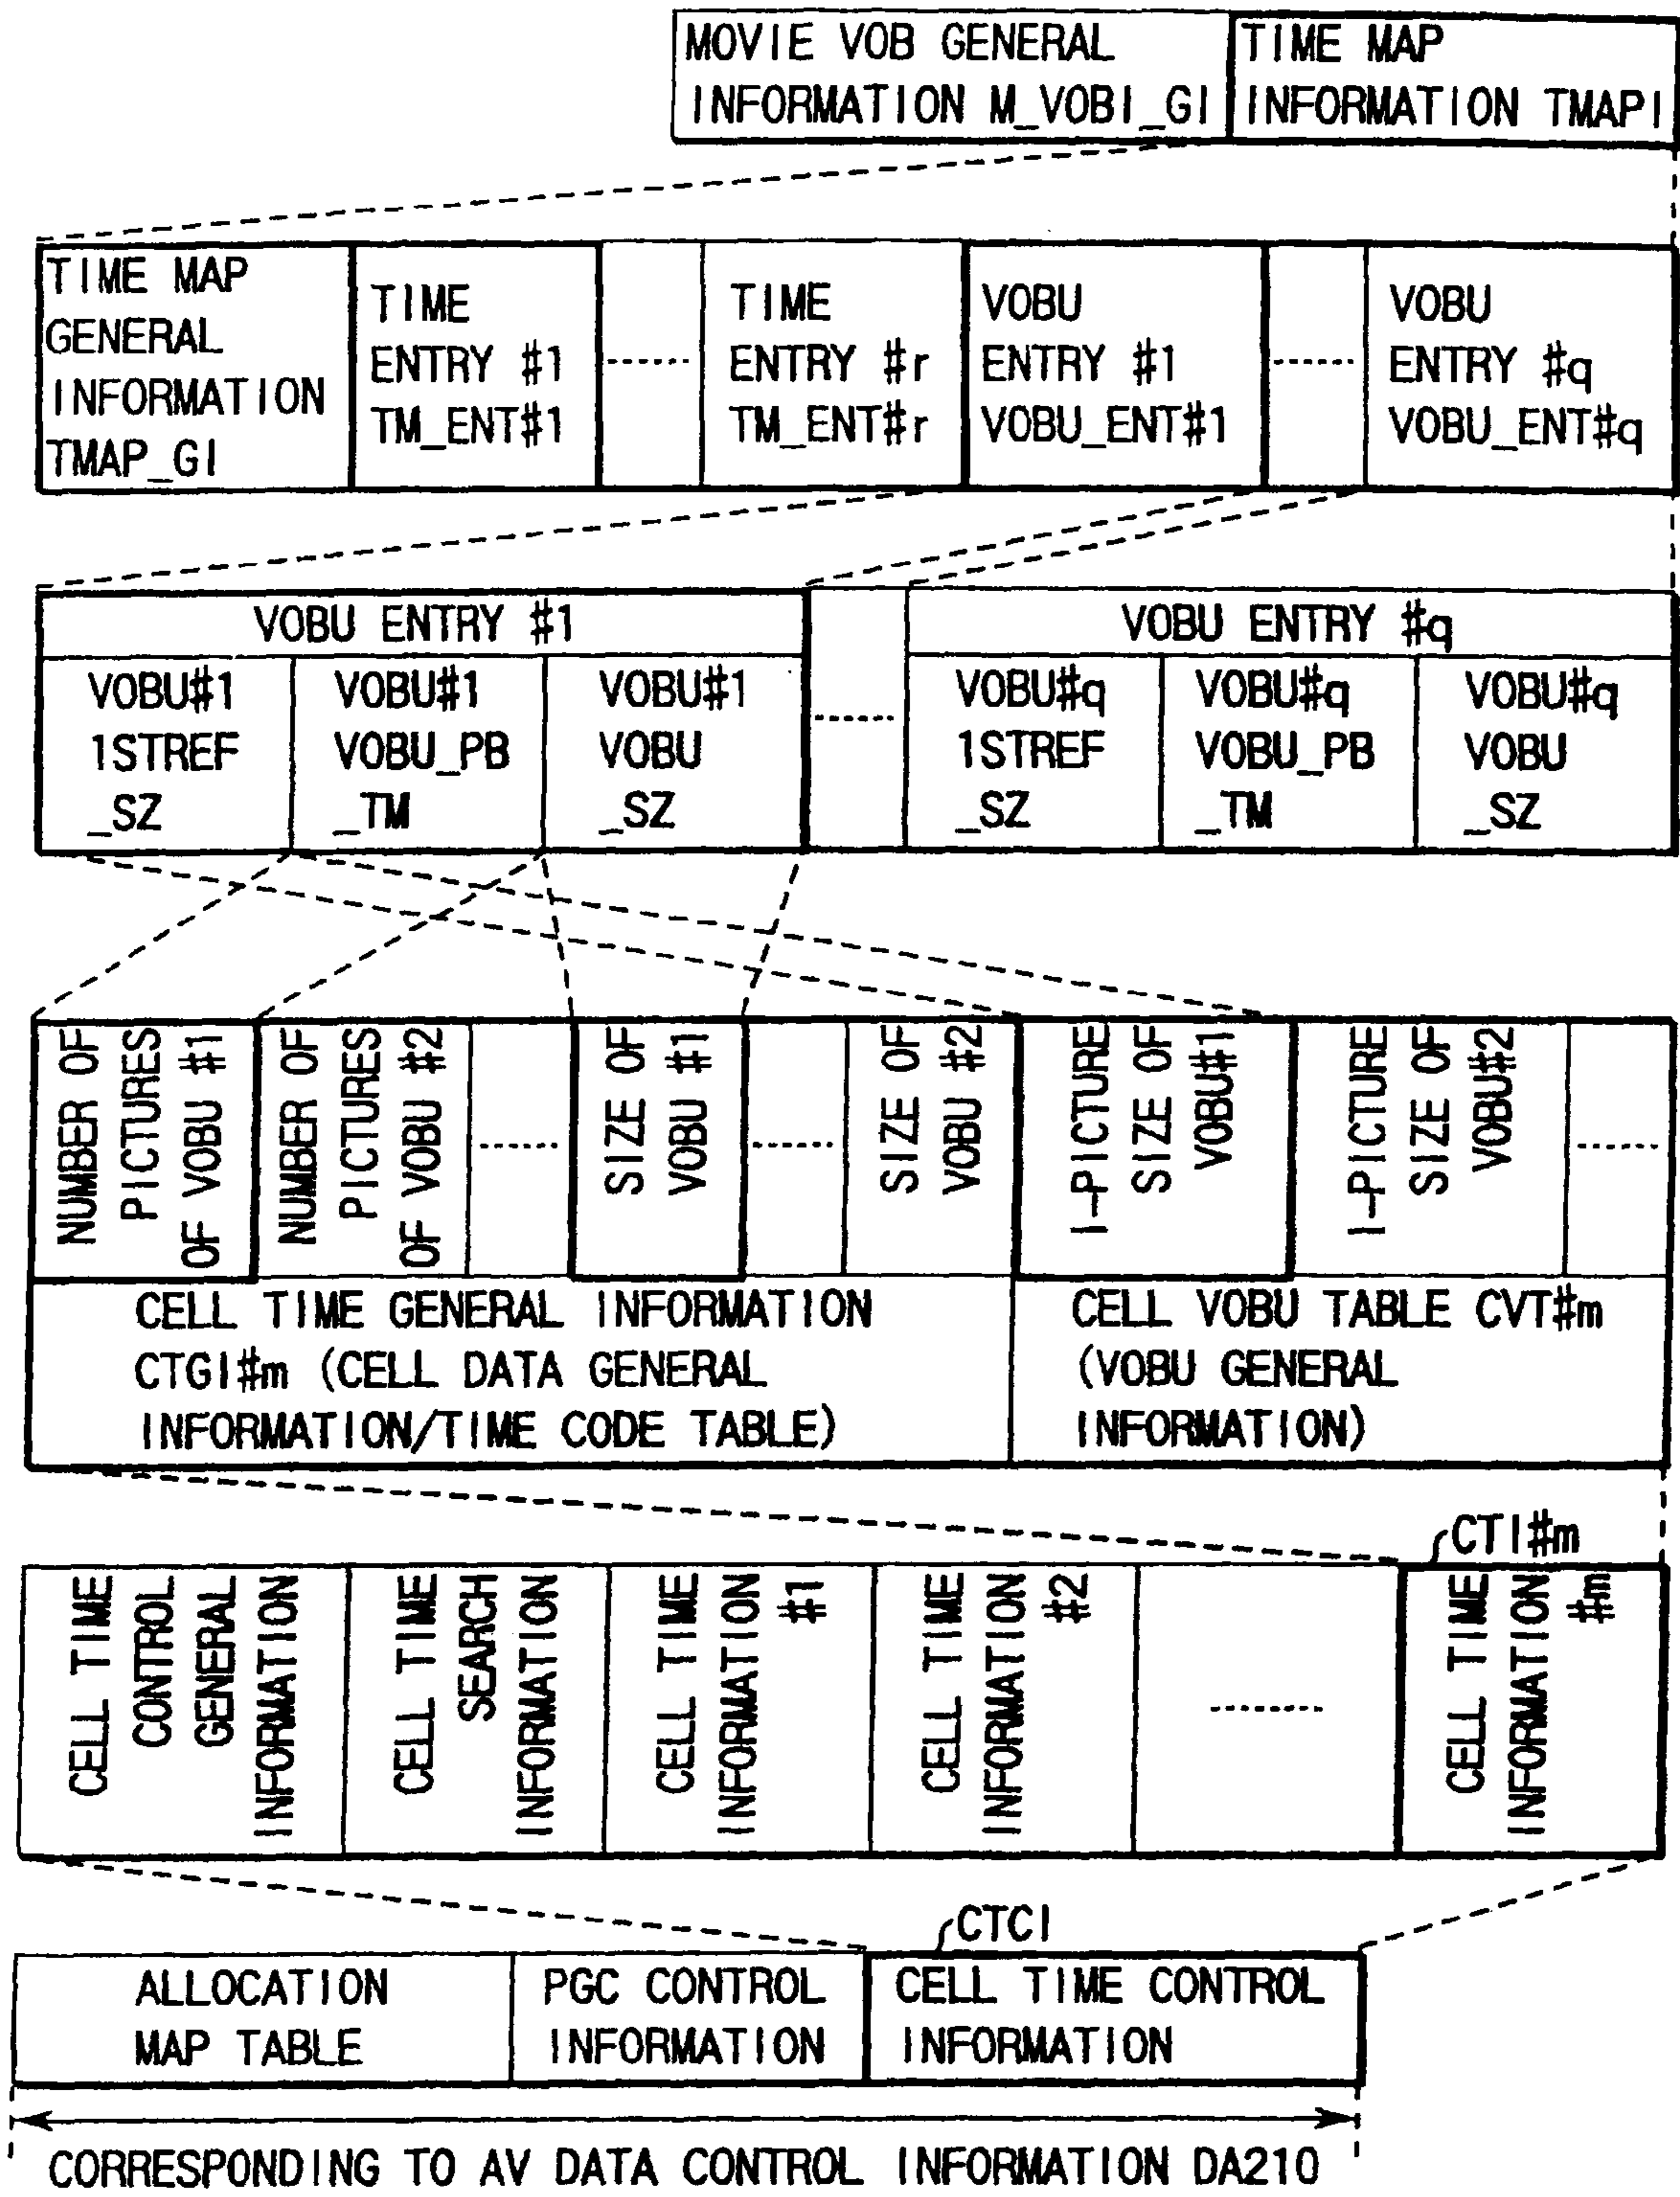 MOVIE VOB GENERAL
INFORMATION M_VOBI_GI
TIME MAP
INFORMATION TMAPI
TIME MAP
GENERAL
INFORMATION
TMAP_GI
TIME
ENTRY #1
TM_ENT#1
TIME
ENTRY #r
TM_ENT#r
VOBU
ENTRY #1
VOBU_ENT#1
VOBU
ENTRY #q
VOBU_ENT#q
VOBU ENTRY #1
VOBU ENTRY #q
VOBU#1
1STREF
_SZ
VOBU#1
VOBU_PB
_TM
VOBU#1
VOBU
_SZ
VOBU#q
1STREF
_SZ
VOBU#q
VOBU_PB
_TM
VOBU#q
VOBU
_SZ
NUMBER OF
PICTURES
OF VOBU #1
NUMBER OF
PICTURES
OF VOBU #2
SIZE OF
VOBU #1
SIZE OF
VOBU #2
I-PICTURE
SIZE OF
VOBU#1
I-PICTURE
SIZE OF
VOBU#2
CELL TIME GENERAL INFORMATION
CTGI#m (CELL DATA GENERAL
INFORMATION/TIME CODE TABLE)
CELL VOBU TABLE CVT#m
(VOBU GENERAL
INFORMATION)
CTI#m
CELL TIME
CONTROL
GENERAL
INFORMATION
CELL TIME
SEARCH
INFORMATION
CELL TIME
INFORMATION
#1
CELL TIME
INFORMATION
#2
CELL TIME
INFORMATION
#m
CTCI
ALLOCATION
MAP TABLE
PGC CONTROL
INFORMATION
CELL TIME CONTROL
INFORMATION
CORRESPONDING TO AV DATA CONTROL INFORMATION DA210